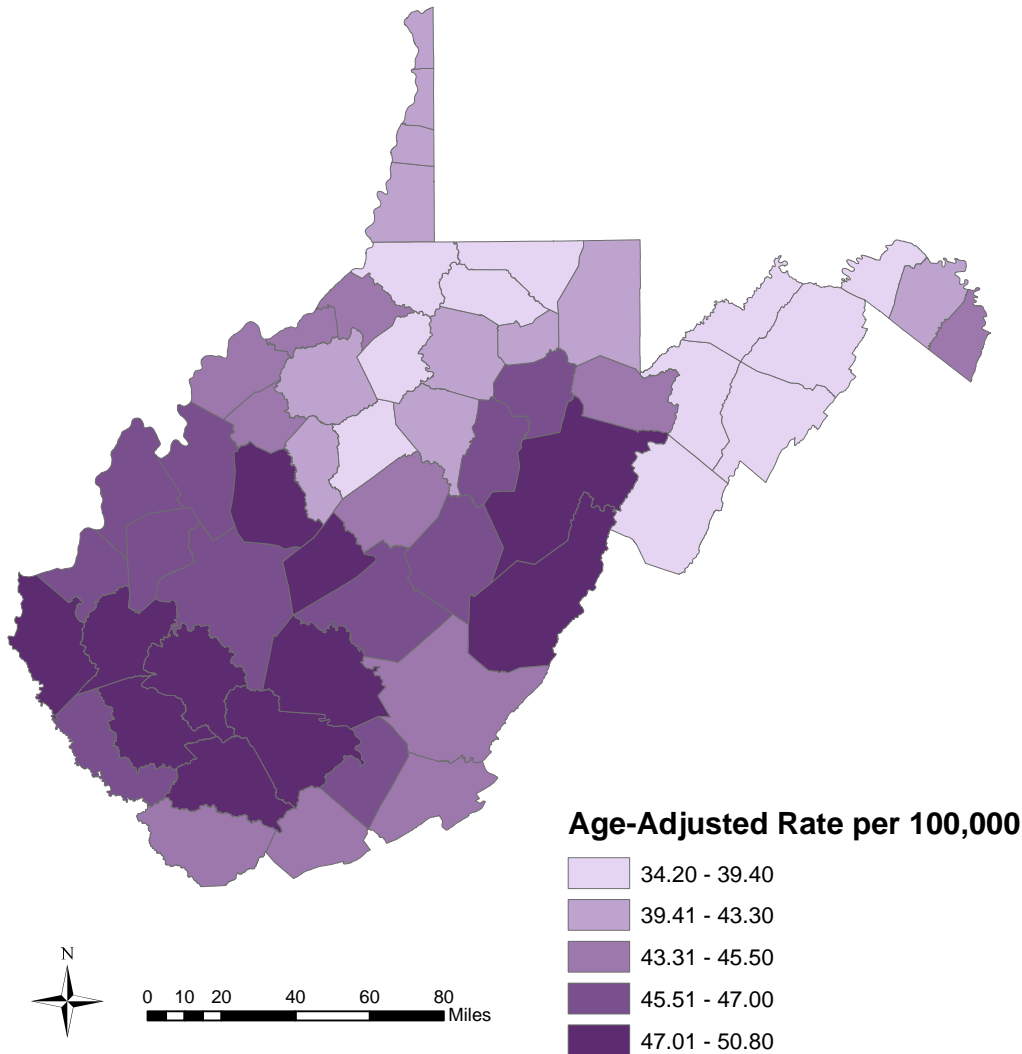 Age-Adjusted Rate per 100,000
34.20 - 39.40
39.41 - 43.30
43.31 - 45.50
45.51 - 47.00
47.01 - 50.80
N
0 10 20 40 60 80
Miles